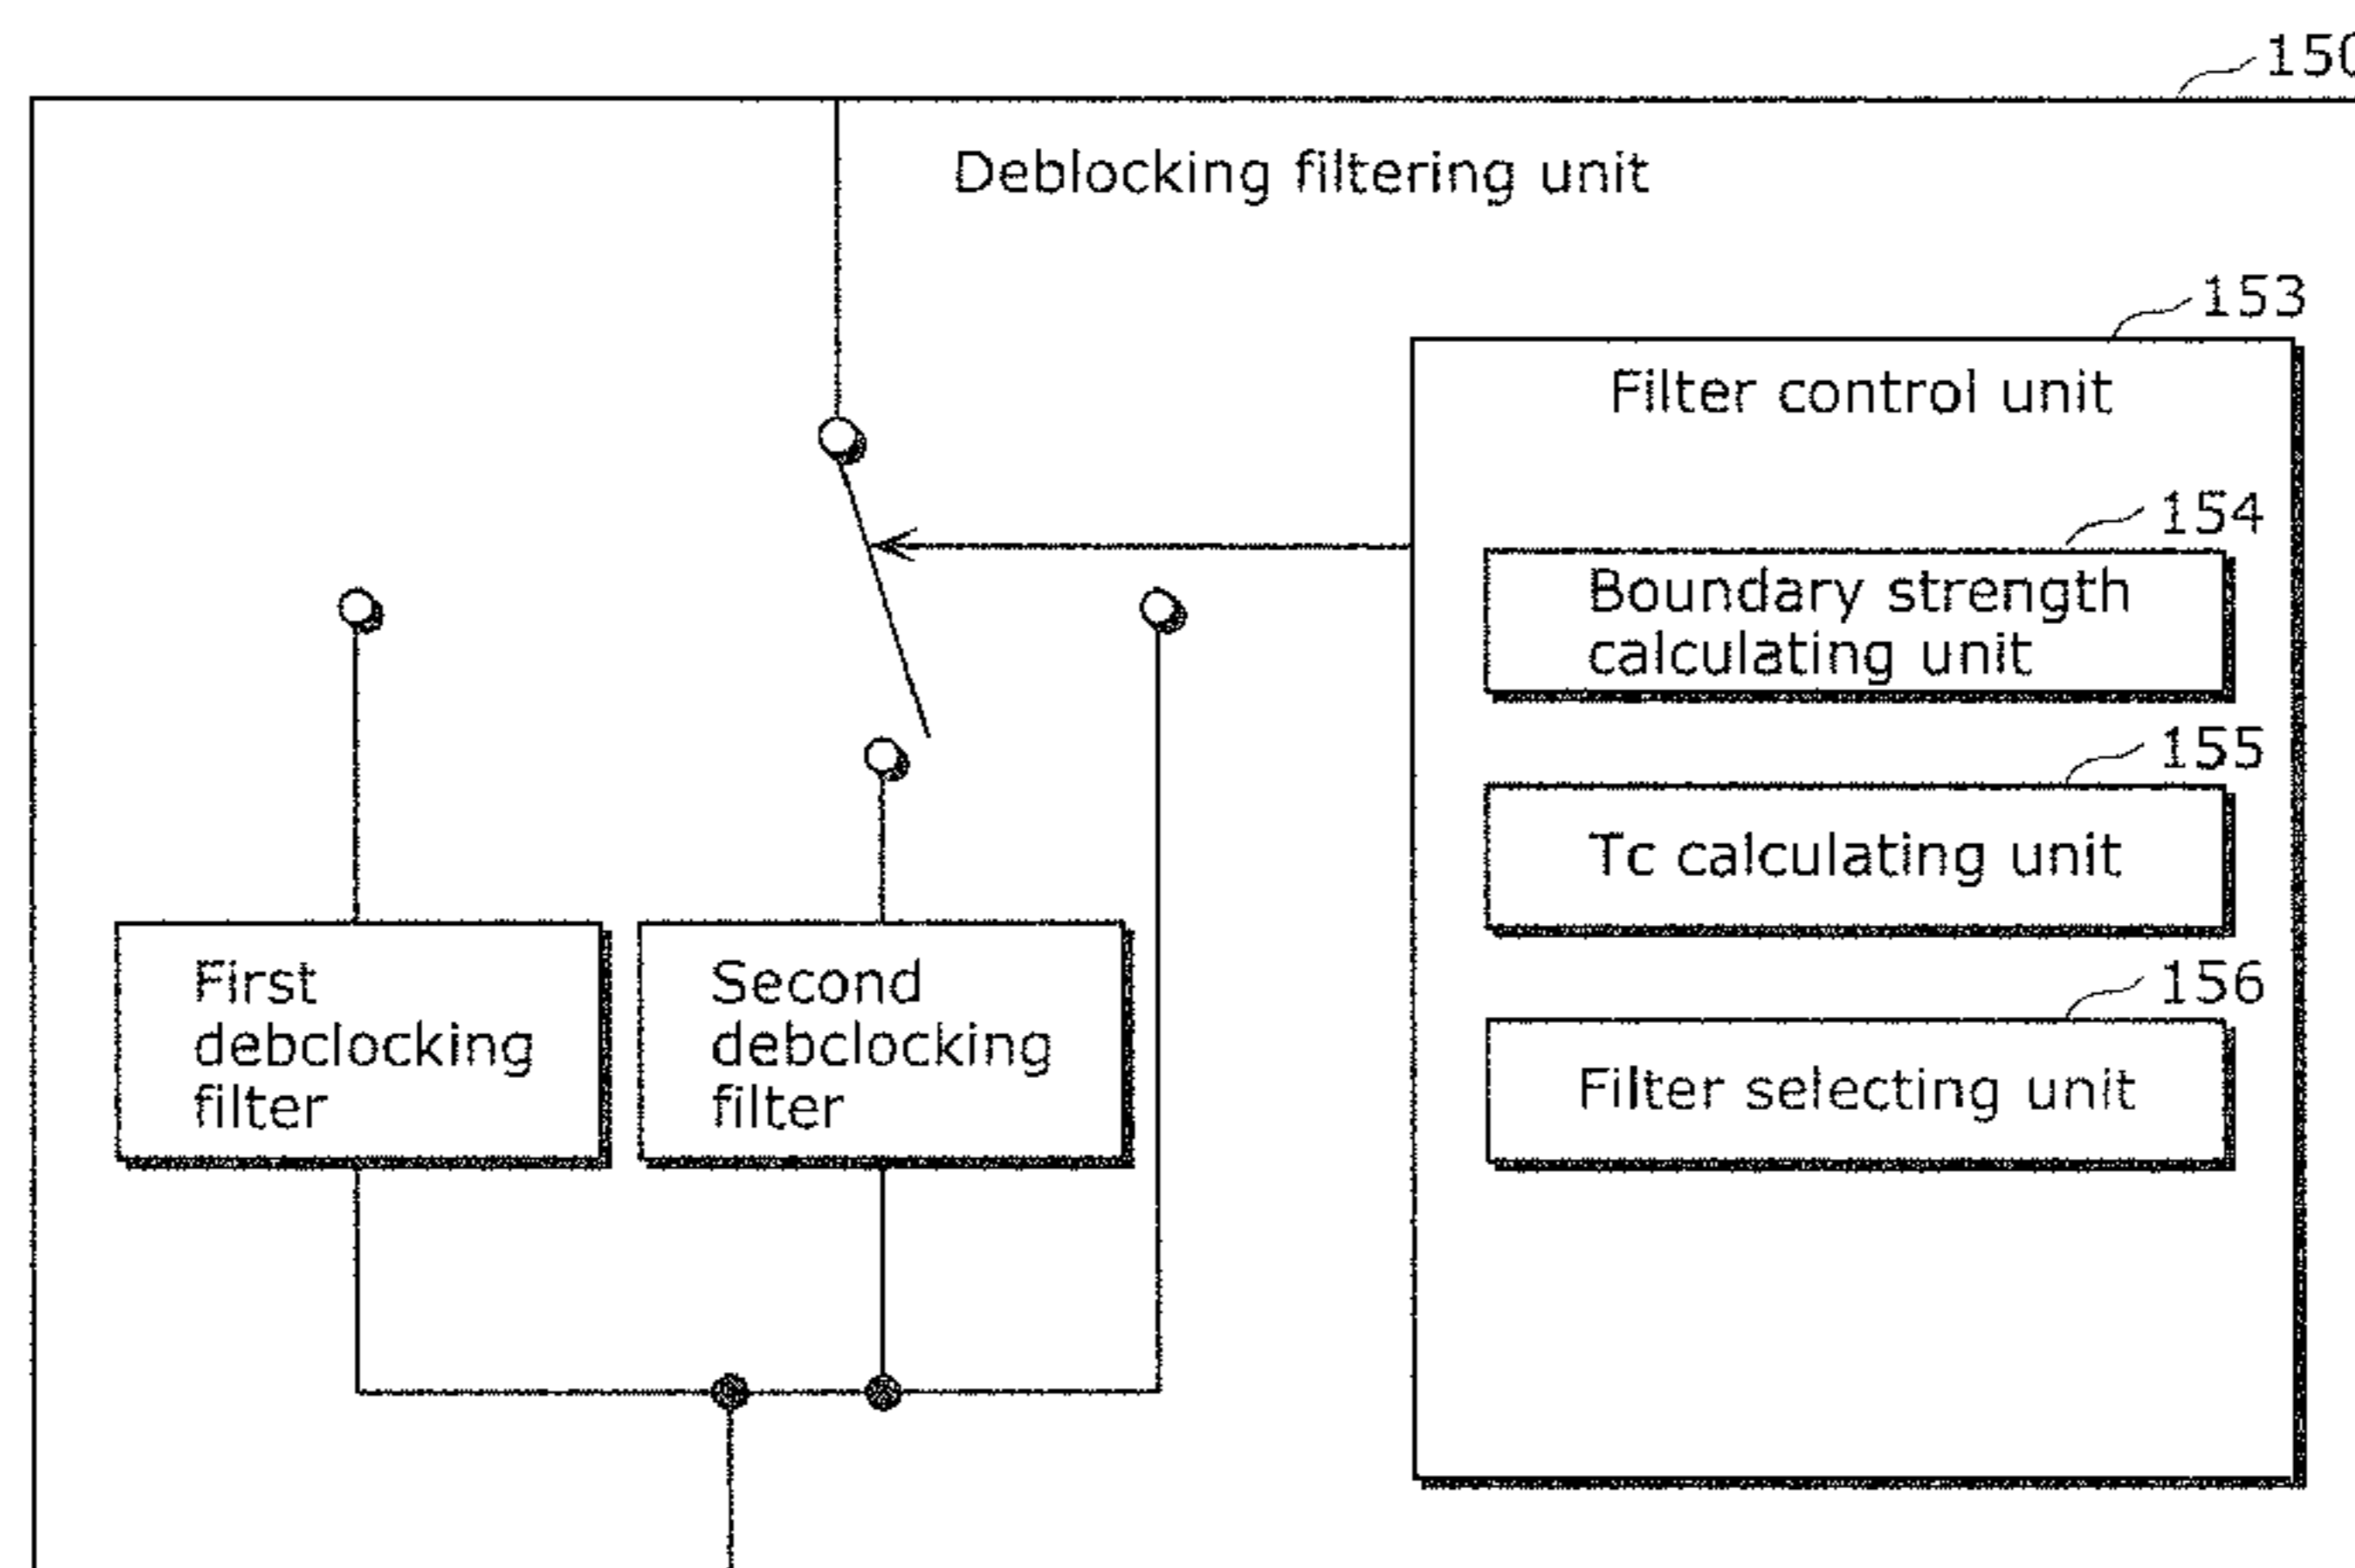 150
Deblocking filtering unit
153
Filter control unit
154
Boundary strength
calculating unit
155
Tc calculating unit
156
Filter selecting unit
First
debclocking
filter
Second
debclocking
filter